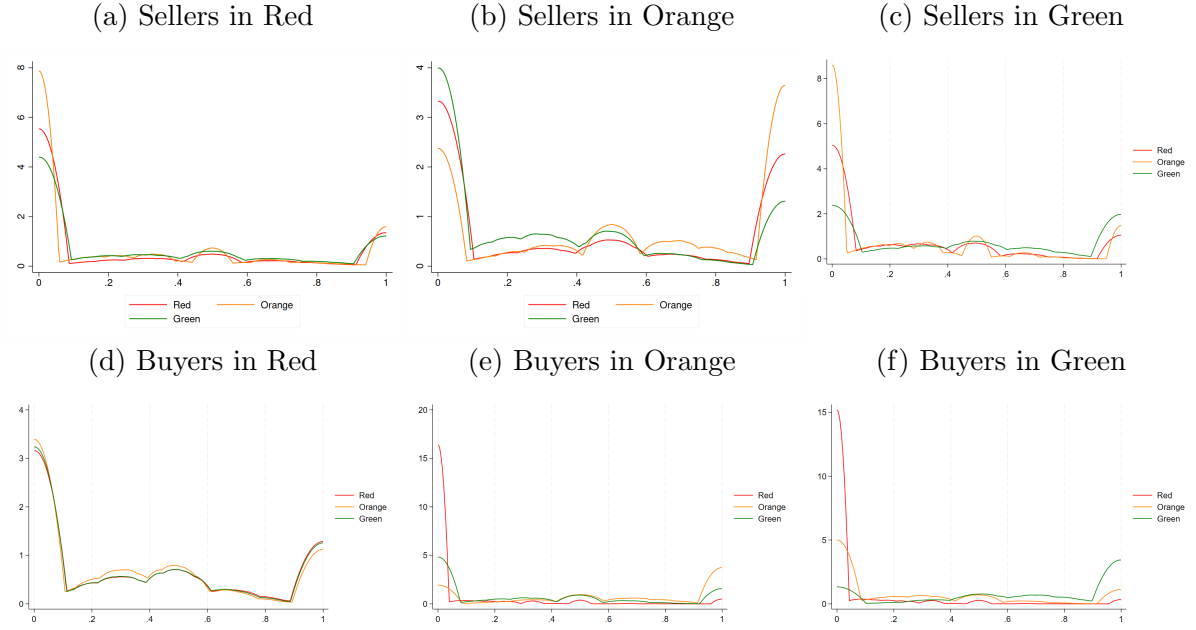 (a) Sellers in Red
(b) Sellers in Orange
(c) Sellers in Green
8
6
4
2
0
0 .2 .4 .6 .8 1
Red Orange
Green
4
3
2
1
0
0 .2 .4 .6 .8 1
Red Orange
Green
8
6
4
2
0
0 .2 .4 .6 .8 1
Red
Orange
Green
(d) Buyers in Red
(e) Buyers in Orange
(f) Buyers in Green
4
3
2
1
0
0 .2 .4 .6 .8 1
Red
Orange
Green
20
15
10
5
0
0 .2 .4 .6 .8 1
Red
Orange
Green
15
10
5
0
0 .2 .4 .6 .8 1
Red
Orange
Green